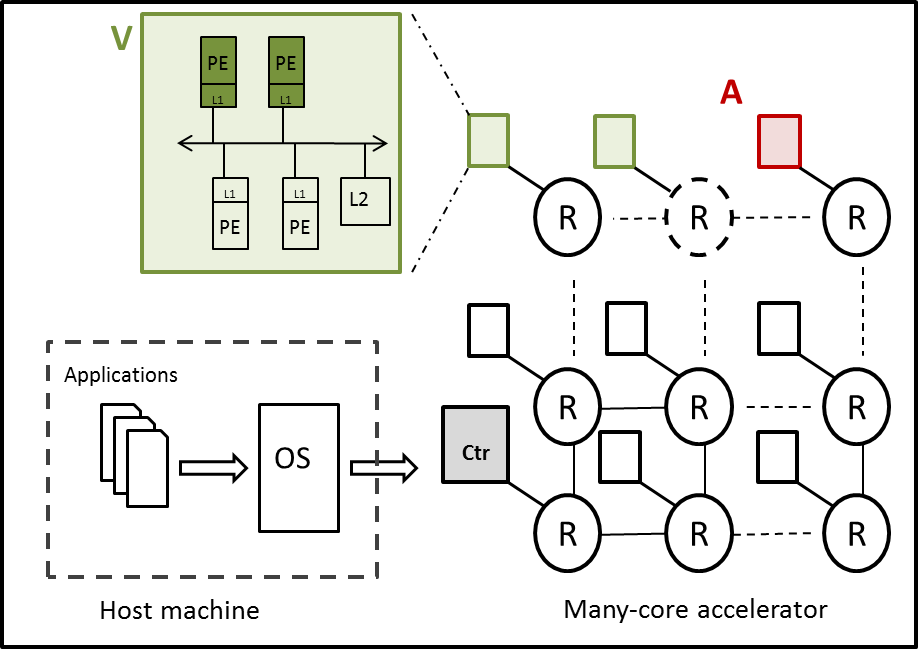 V
PE
PE
L1
L1
L1
L1
L2
PE
PE
A
R
R
R
Applications
OS
R
R
R
Ctr
R
R
R
Host machine
Many-core accelerator